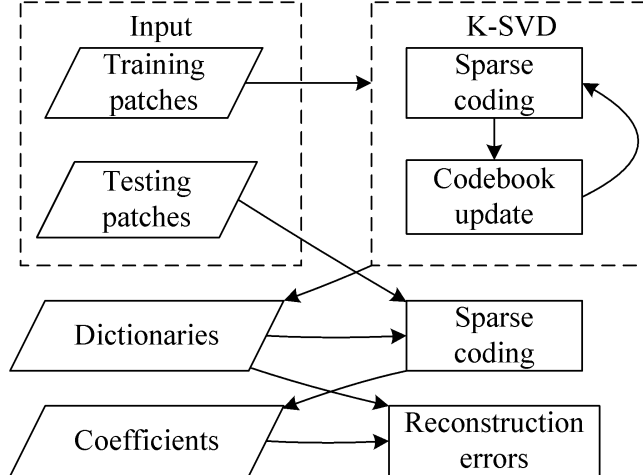 Input
Training
patches
Testing
patches
K-SVD
Sparse
coding
Codebook
update
Dictionaries
Sparse
coding
Coefficients
Reconstruction
errors